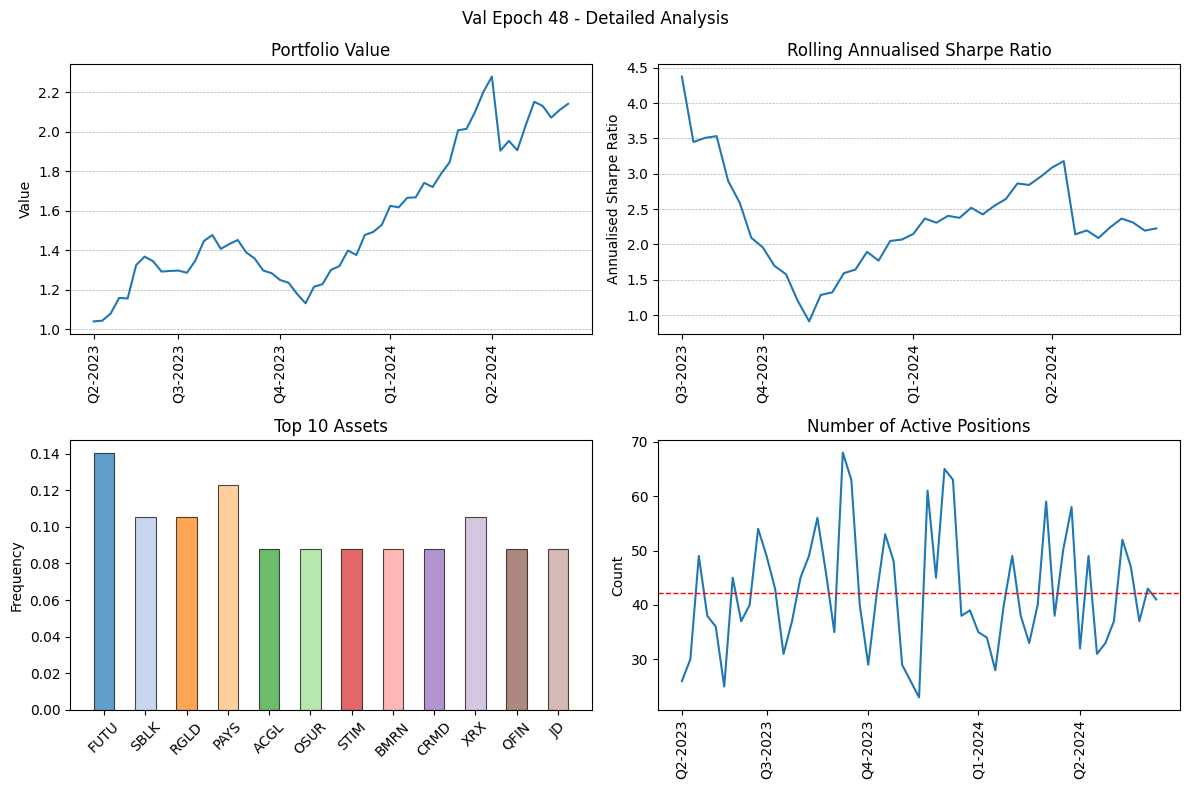 Val Epoch 48 - Detailed Analysis
Portfolio Value
Value
2.2
2.0
1.8
1.6
1.4
1.2
1.0
Q2-2023
Q3-2023
Q4-2023
Q1-2024
Q2-2024
Rolling Annualised Sharpe Ratio
Annualised Sharpe Ratio
4.5
4.0
3.5
3.0
2.5
2.0
1.5
1.0
Q3-2023
Q4-2023
Q1-2024
Q2-2024
Top 10 Assets
Frequency
0.14
0.12
0.10
0.08
0.06
0.04
0.02
0.00
FUTU
SBLK
RGLD
PAYS
ACGL
OSUR
STIM
BMRN
CRMD
XRX
QFIN
JD
Number of Active Positions
Count
70
60
50
40
30
Q2-2023
Q3-2023
Q4-2023
Q1-2024
Q2-2024